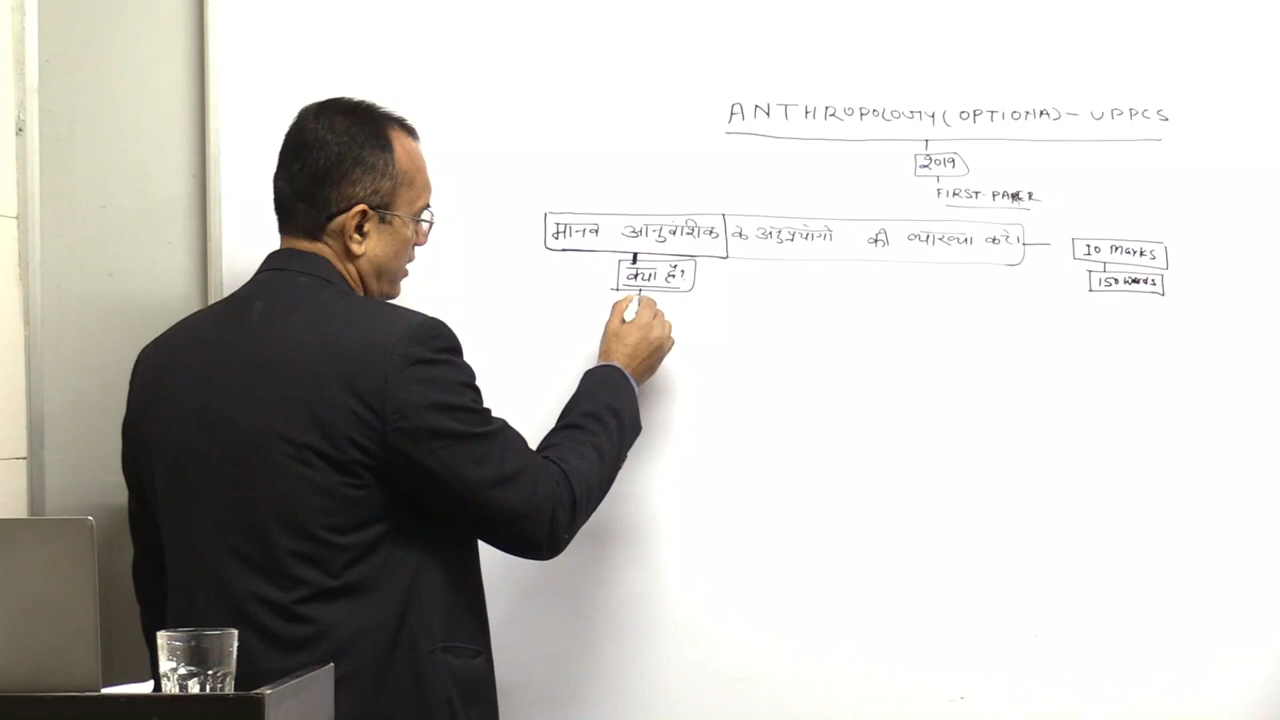 ANTHROPOLOGY (OPTIONAL) - UPPCS
2019
FIRST-PAPER
मानव आनुवांशिक के अनुप्रयोगो की व्याख्या करे।
10 Marks
क्या है?
150 words